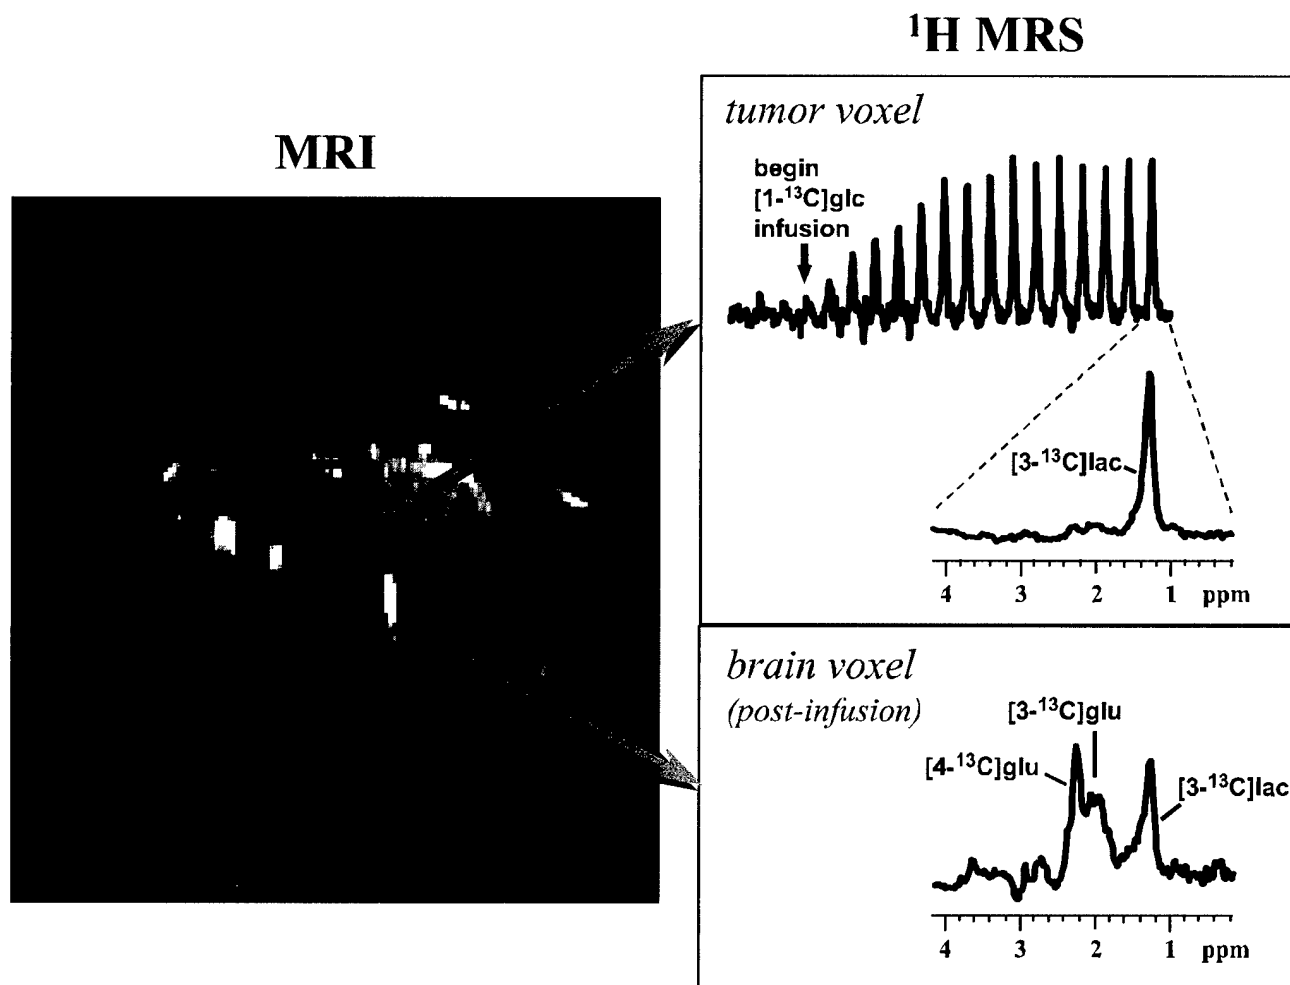 ¹H MRS
MRI
tumor voxel
begin
[1-¹³C]glc
infusion
[3-¹³C]lac
4 3 2 1 ppm
brain voxel
(post-infusion)
[3-¹³C]glu
[4-¹³C]glu
[3-¹³C]lac
4 3 2 1 ppm